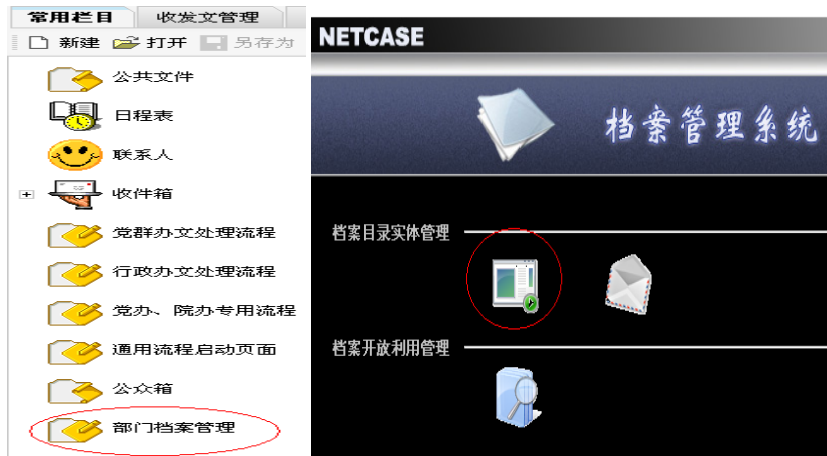 常用栏目 收发文管理
新建 打开 另存为
公共文件
日程表
联系人
收件箱
党群办文处理流程
行政办文处理流程
党办、院办专用流程
通用流程启动页面
公众箱
部门档案管理
NETCASE
档案管理系统
档案目录实体管理
档案开放利用管理